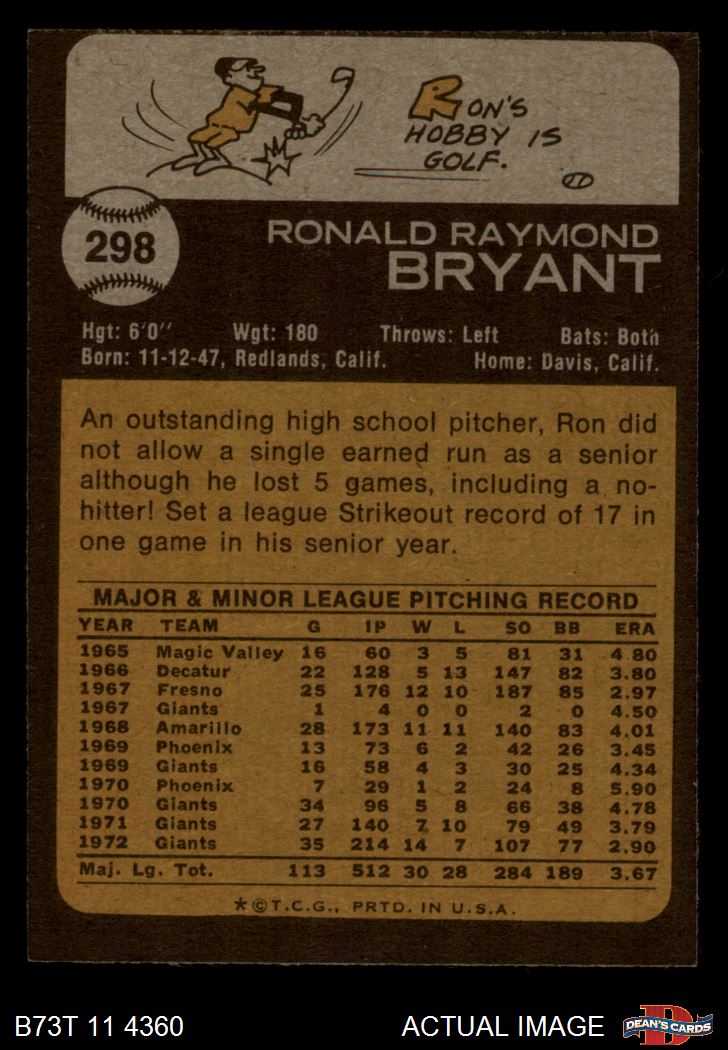 RON'S
HOBBY IS
GOLF.
298
RONALD RAYMOND
BRYANT
Hgt: 6'0'' Wgt: 180 Throws: Left Bats: Both
Born: 11-12-47, Redlands, Calif. Home: Davis, Calif.
An outstanding high school pitcher, Ron did
not allow a single earned run as a senior
although he lost 5 games, including a no-
hitter! Set a league Strikeout record of 17 in
one game in his senior year.
MAJOR & MINOR LEAGUE PITCHING RECORD
YEAR TEAM G IP W L SO BB ERA
1965 Magic Valley 16 60 3 5 81 31 4.80
1966 Decatur 22 128 5 13 147 82 3.80
1967 Fresno 25 176 12 10 187 85 2.97
1967 Giants 1 4 0 0 2 0 4.50
1968 Amarillo 28 173 11 11 140 83 4.01
1969 Phoenix 13 73 6 2 42 26 3.45
1969 Giants 16 58 4 3 30 25 4.34
1970 Phoenix 7 29 1 2 24 8 5.90
1970 Giants 34 96 5 8 66 38 4.78
1971 Giants 27 140 7 10 79 49 3.79
1972 Giants 35 214 14 7 107 77 2.90
Maj. Lg. Tot. 113 512 30 28 284 189 3.67
*©T.C.G., PRTD. IN U.S.A.
B73T 11 4360 ACTUAL IMAGE
D
DEAN'S CARDS